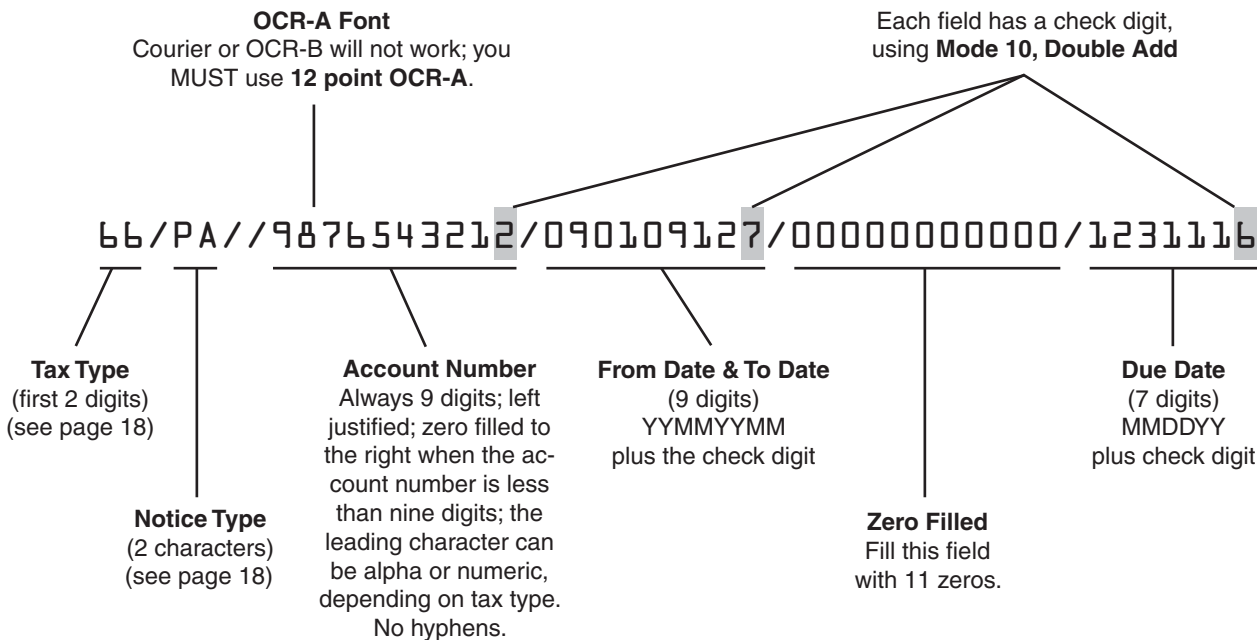 OCR-A Font
Courier or OCR-B will not work; you
MUST use 12 point OCR-A.
Each field has a check digit,
using Mode 10, Double Add
66/PA//9876543212/090109127/00000000000/1231116
Tax Type
(first 2 digits)
(see page 18)
Notice Type
(2 characters)
(see page 18)
Account Number
Always 9 digits; left
justified; zero filled to
the right when the ac-
count number is less
than nine digits; the
leading character can
be alpha or numeric,
depending on tax type.
No hyphens.
From Date & To Date
(9 digits)
YYMMYYMM
plus the check digit
Zero Filled
Fill this field
with 11 zeros.
Due Date
(7 digits)
MMDDYY
plus check digit